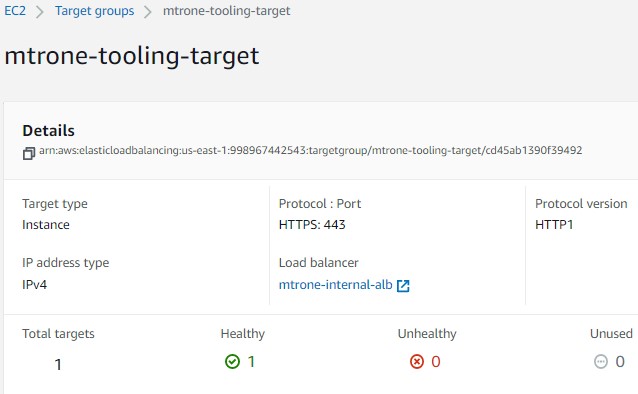 EC2 > Target groups > mtrone-tooling-target
mtrone-tooling-target
Details
arn:aws:elasticloadbalancing:us-east-1:998967442543:targetgroup/mtrone-tooling-target/cd45ab1390f39492
Target type
Instance
Protocol : Port
HTTPS: 443
Protocol version
HTTP1
IP address type
IPv4
Load balancer
mtrone-internal-alb
Total targets
1
Healthy
1
Unhealthy
0
Unused
0